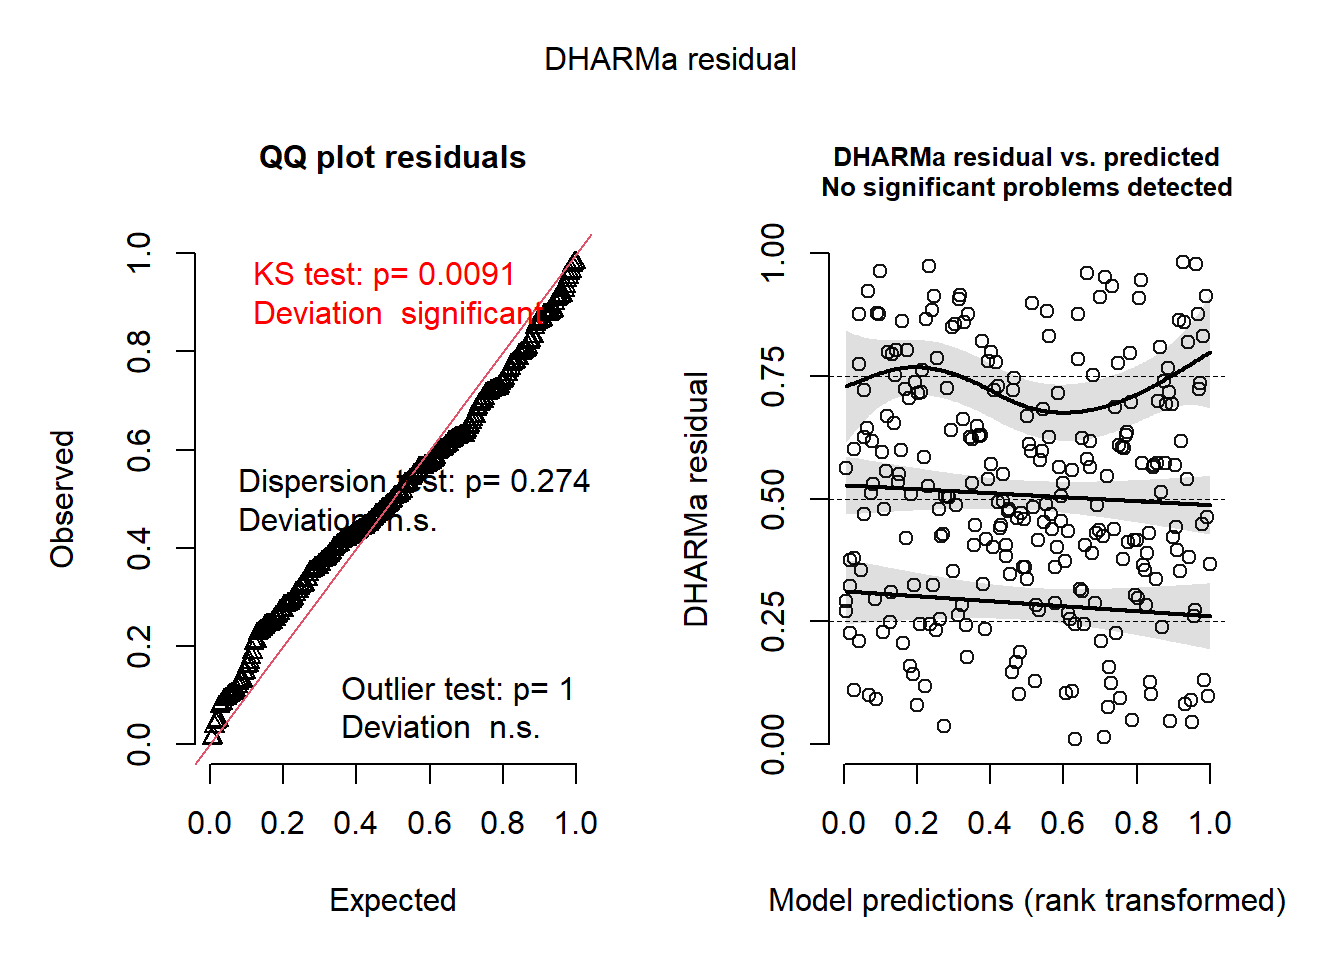 DHARMa residual
QQ plot residuals
KS test: p= 0.0091
Deviation  significant
Dispersion test: p= 0.274
Deviation  n.s.
Outlier test: p= 1
Deviation  n.s.
Observed
0.0 0.2 0.4 0.6 0.8 1.0
0.0 0.2 0.4 0.6 0.8 1.0
Expected
DHARMa residual vs. predicted
No significant problems detected
DHARMa residual
0.00 0.25 0.50 0.75 1.00
0.0 0.2 0.4 0.6 0.8 1.0
Model predictions (rank transformed)